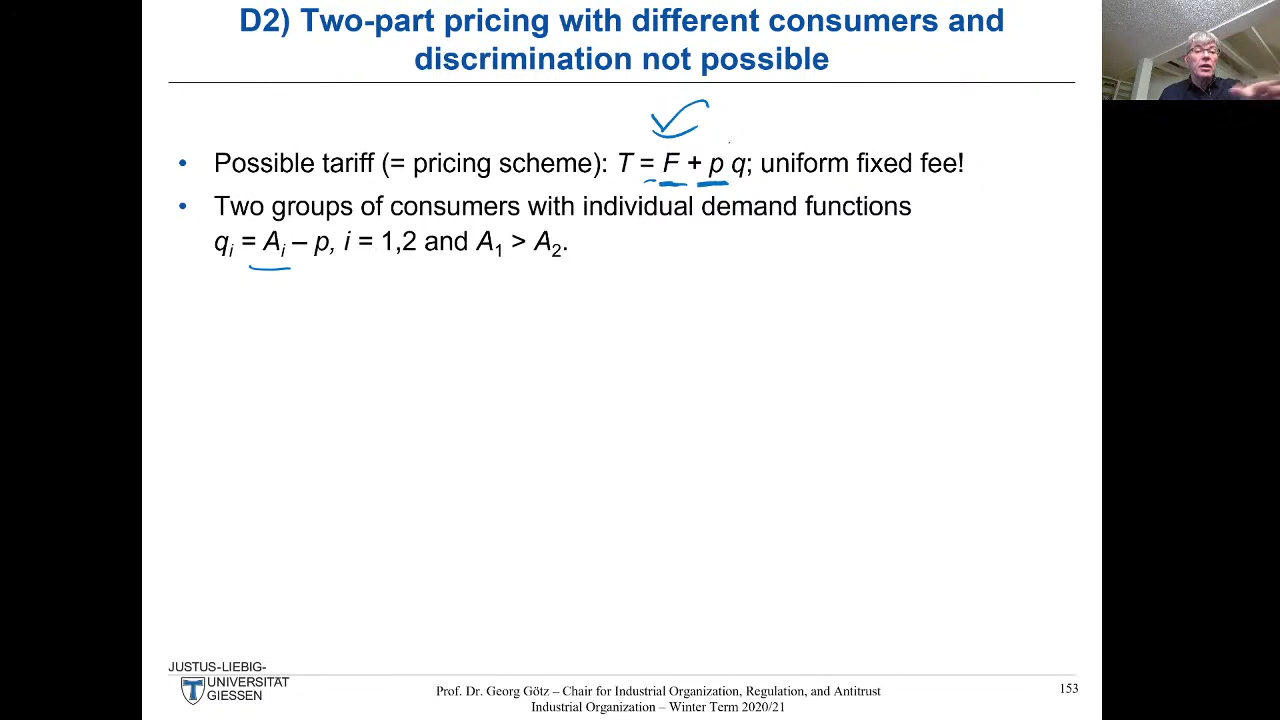 D2) Two-part pricing with different consumers and
discrimination not possible
• Possible tariff (= pricing scheme): T = F + p q; uniform fixed fee!
• Two groups of consumers with individual demand functions
qᵢ = Aᵢ – p, i = 1,2 and A₁ > A₂.
JUSTUS-LIEBIG-
UNIVERSITÄT
GIESSEN
Prof. Dr. Georg Götz – Chair for Industrial Organization, Regulation, and Antitrust
Industrial Organization – Winter Term 2020/21
153